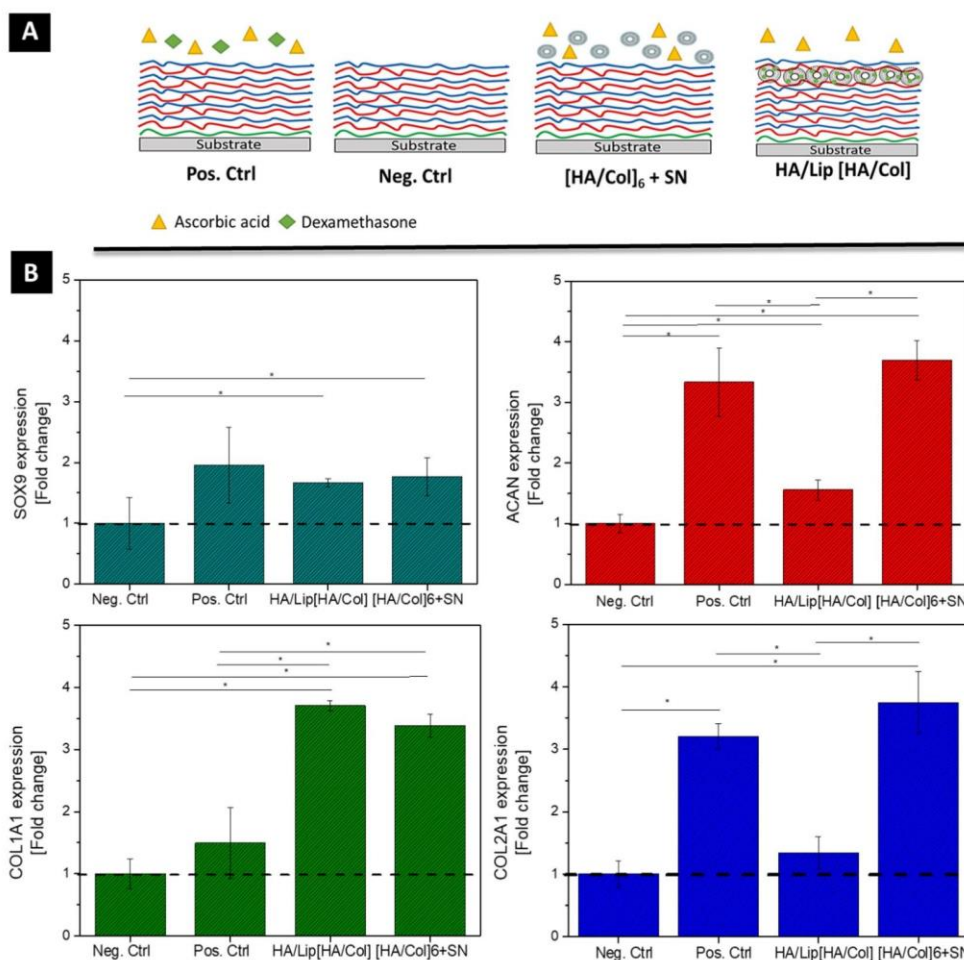 A
Substrate
Substrate
Substrate
Substrate
Pos. Ctrl
Neg. Ctrl
[HA/Col]6 + SN
HA/Lip [HA/Col]
Ascorbic acid
Dexamethasone
B
SOX9 expression
[Fold change]
5
4
3
2
1
0
*
*
Neg. Ctrl
Pos. Ctrl
HA/Lip[HA/Col]
[HA/Col]6+SN
ACAN expression
[Fold change]
5
4
3
2
1
0
*
*
*
*
*
Neg. Ctrl
Pos. Ctrl
HA/Lip[HA/Col]
[HA/Col]6+SN
COL1A1 expression
[Fold change]
5
4
3
2
1
0
*
*
*
*
Neg. Ctrl
Pos. Ctrl
HA/Lip[HA/Col]
[HA/Col]6+SN
COL2A1 expression
[Fold change]
5
4
3
2
1
0
*
*
*
*
Neg. Ctrl
Pos. Ctrl
HA/Lip[HA/Col]
[HA/Col]6+SN